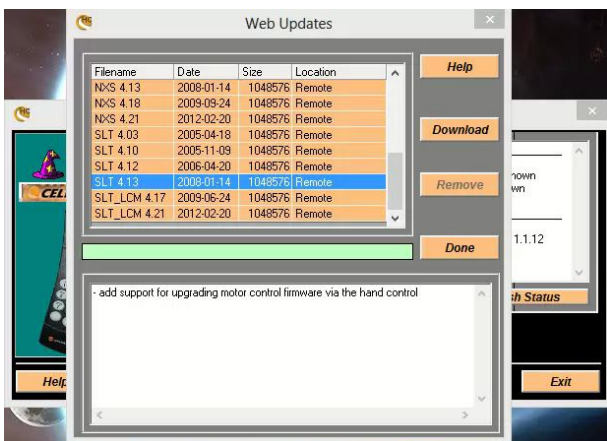 HC
Web Updates
Filename Date Size Location
NXS 4.13 2008-01-14 1048576 Remote
NXS 4.18 2009-09-24 1048576 Remote
NXS 4.21 2012-02-20 1048576 Remote
SLT 4.03 2005-04-18 1048576 Remote
SLT 4.10 2005-11-09 1048576 Remote
SLT 4.12 2006-04-20 1048576 Remote
SLT 4.13 2008-01-14 1048576 Remote
SLT_LCM 4.17 2009-06-24 1048576 Remote
SLT_LCM 4.21 2012-02-20 1048576 Remote
Help
Download
Remove
Done
- add support for upgrading motor control firmware via the hand control
HC
CEL
nown
wn
1.1.12
sh Status
Help
Exit